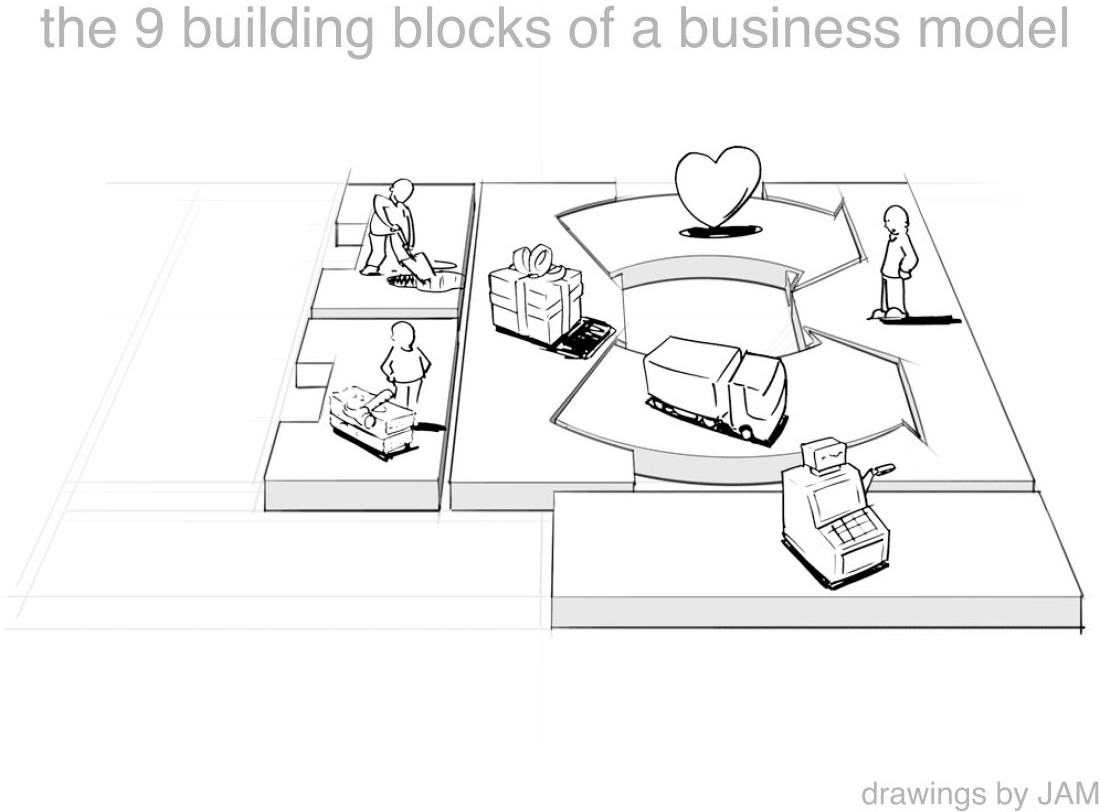 the 9 building blocks of a business model
drawings by JAM